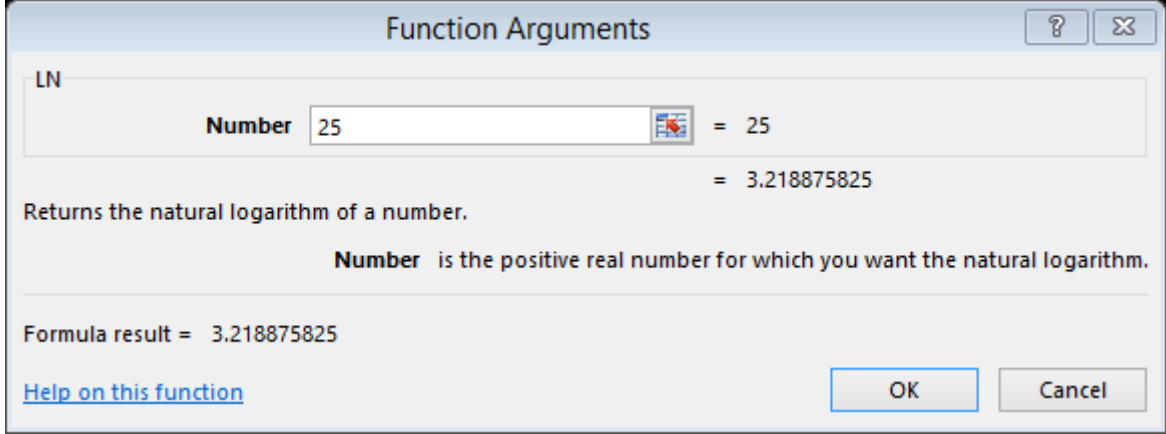 Function Arguments ?
LN
Number 25 = 25
= 3.218875825
Returns the natural logarithm of a number.
Number is the positive real number for which you want the natural logarithm.
Formula result = 3.218875825
Help on this function OK Cancel